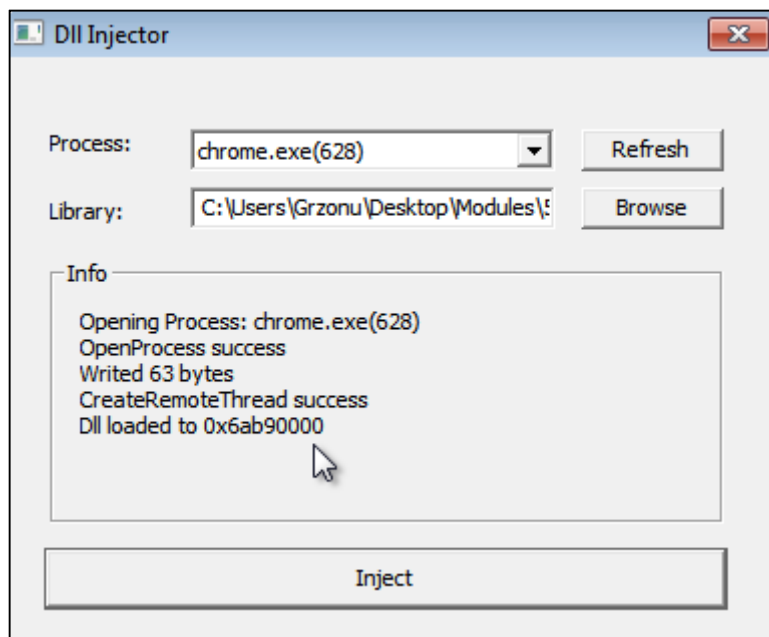 Dll Injector
Process: chrome.exe(628) Refresh
Library: C:\Users\Grzonu\Desktop\Modules\ Browse
Info
Opening Process: chrome.exe(628)
OpenProcess success
Writed 63 bytes
CreateRemoteThread success
Dll loaded to 0x6ab90000
Inject